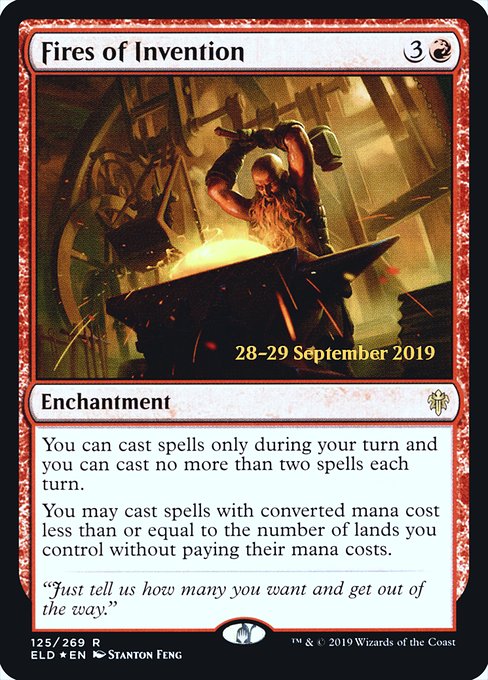 Fires of Invention 3
28–29 September 2019
Enchantment
You can cast spells only during your turn and
you can cast no more than two spells each
turn.
You may cast spells with converted mana cost
less than or equal to the number of lands you
control without paying their mana costs.
“Just tell us how many you want and get out of
the way.”
125/269 R
ELD ★ EN Stanton Feng
™ & © 2019 Wizards of the Coast